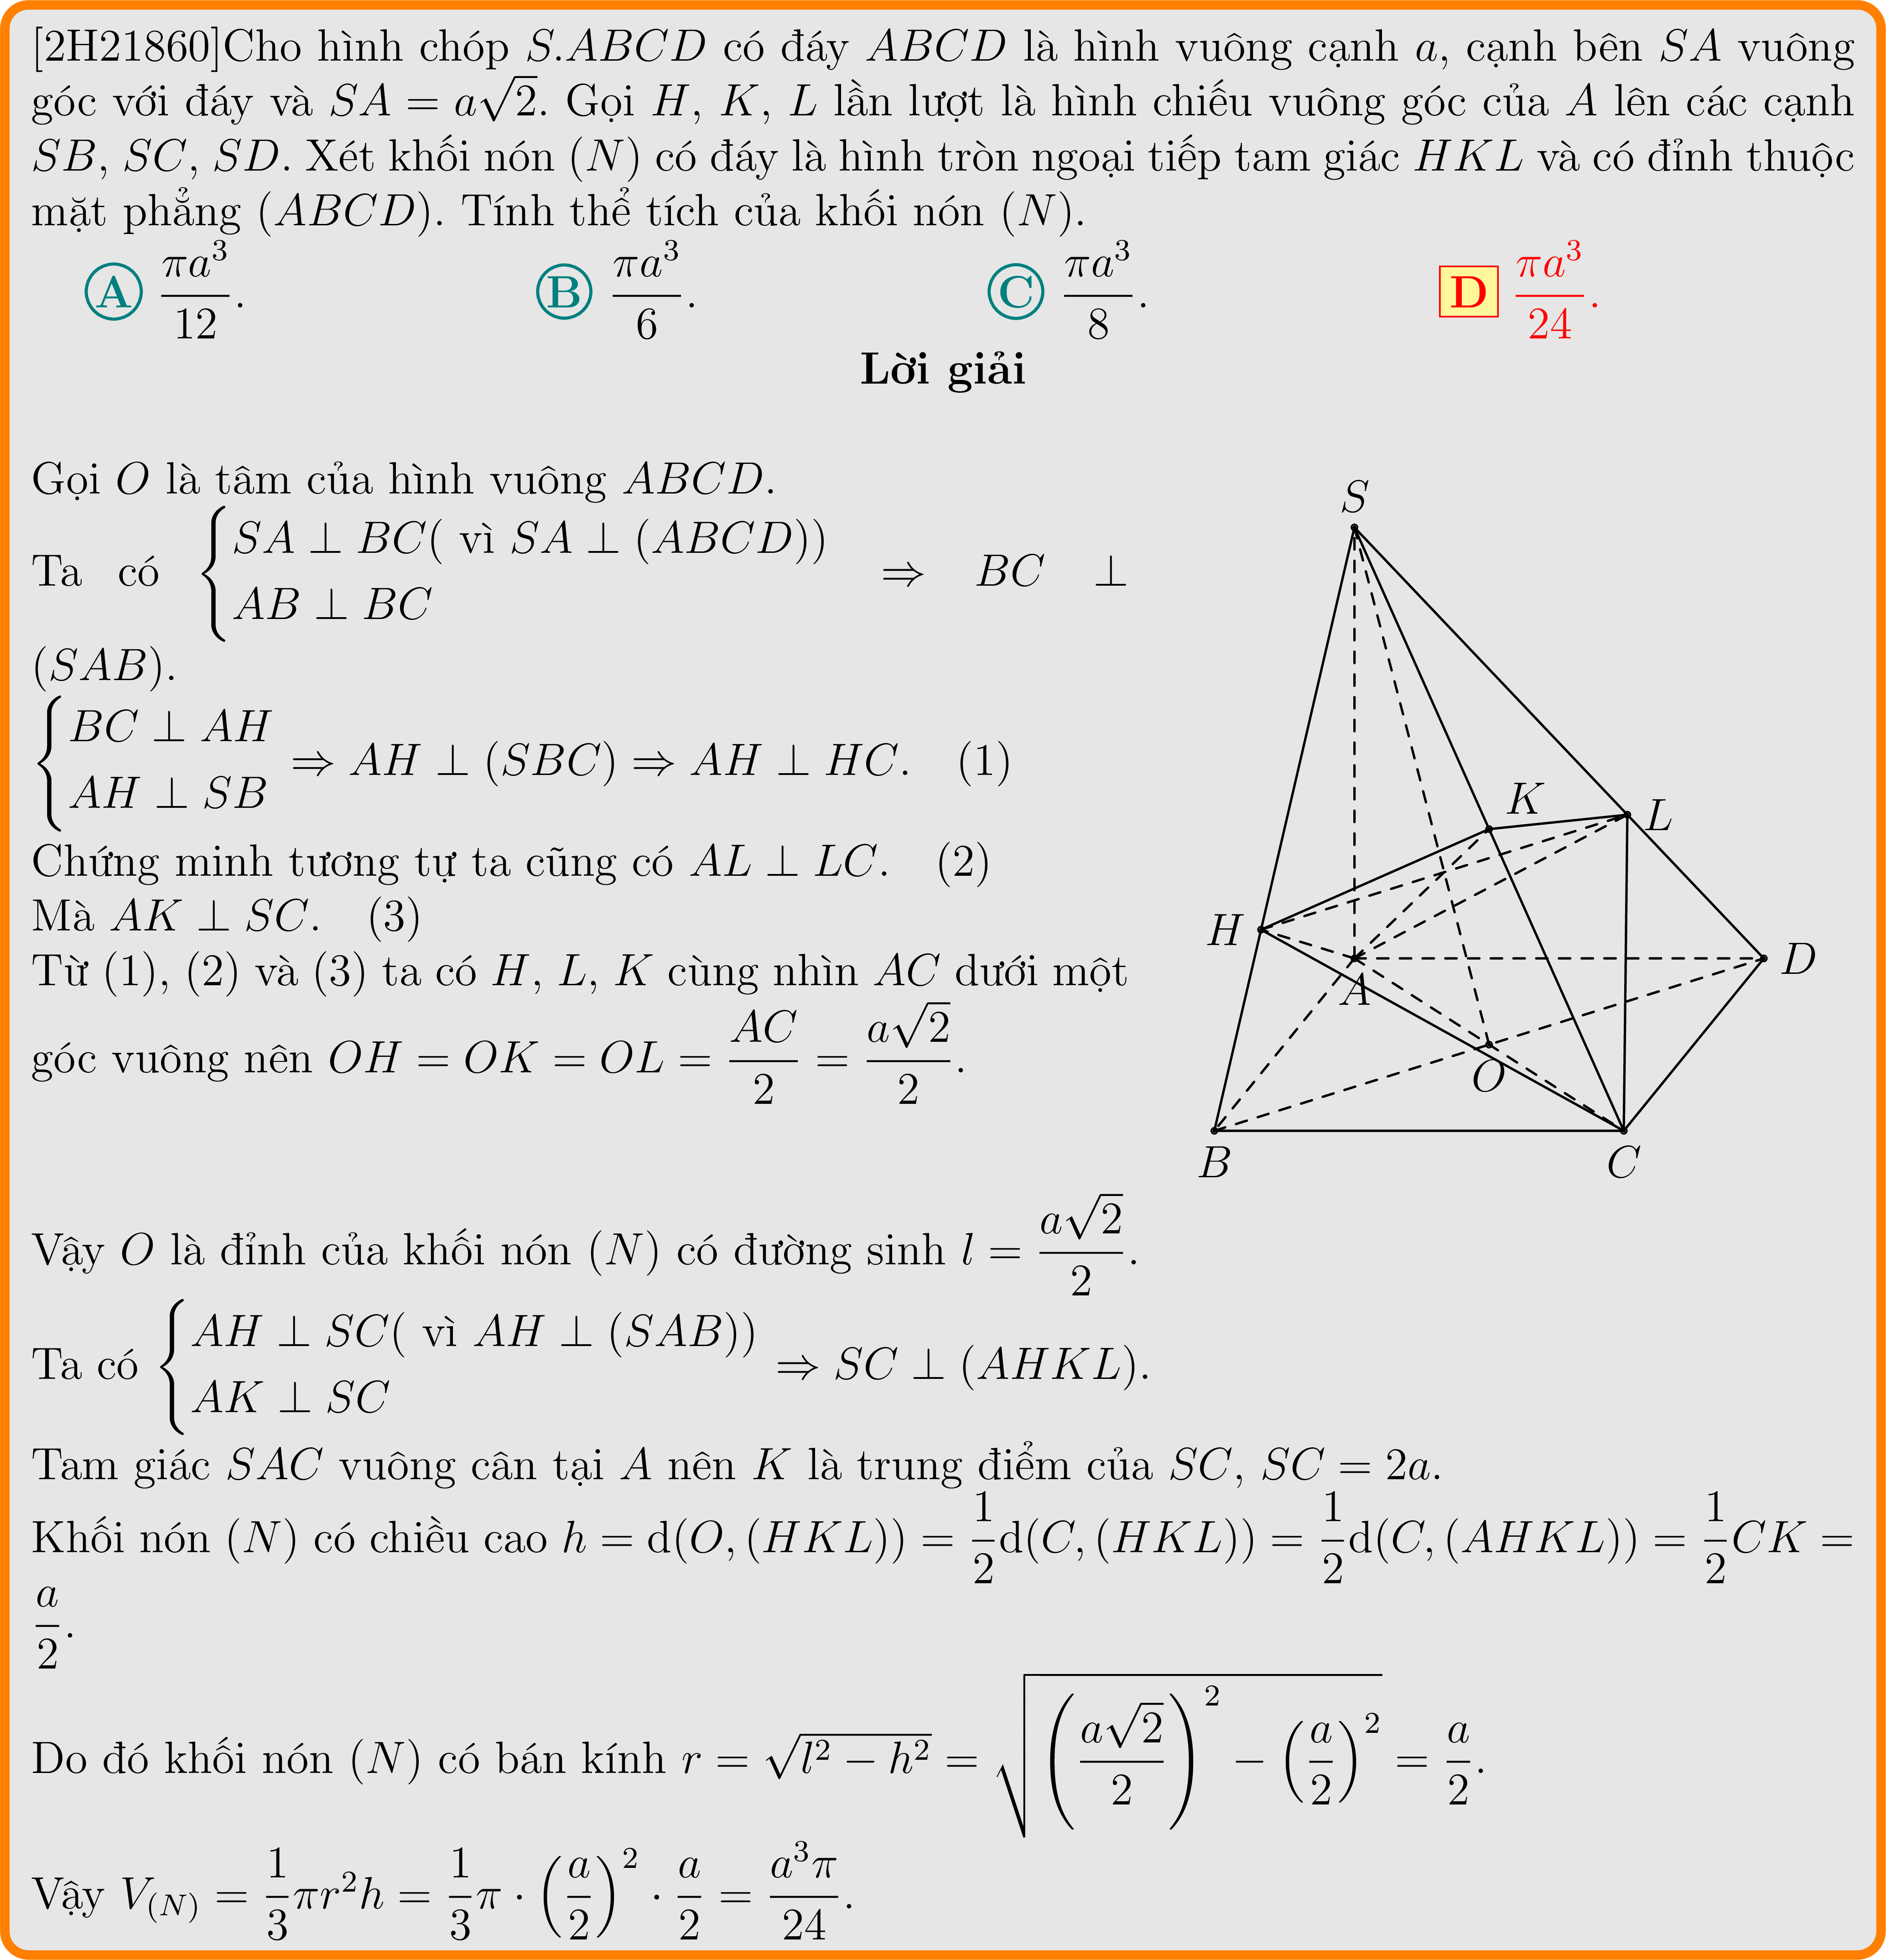 [2H21860]Cho hình chóp S.ABCD có đáy ABCD là hình vuông cạnh a, cạnh bên SA vuông
góc với đáy và SA = a√2. Gọi H, K, L lần lượt là hình chiếu vuông góc của A lên các cạnh
SB, SC, SD. Xét khối nón (N) có đáy là hình tròn ngoại tiếp tam giác HKL và có đỉnh thuộc
mặt phẳng (ABCD). Tính thể tích của khối nón (N).
A $\frac{\pi a^3}{12}$. B $\frac{\pi a^3}{6}$. C $\frac{\pi a^3}{8}$. D $\frac{\pi a^3}{24}$.
Lời giải
Gọi O là tâm của hình vuông ABCD.
Ta có $\begin{cases} SA \perp BC(\text{ vì } SA \perp (ABCD)) \\ AB \perp BC \end{cases}$ ⇒ BC ⊥
(SAB).
$\begin{cases} BC \perp AH \\ AH \perp SB \end{cases}$ ⇒ AH ⊥ (SBC) ⇒ AH ⊥ HC. (1)
Chứng minh tương tự ta cũng có AL ⊥ LC. (2)
Mà AK ⊥ SC. (3)
Từ (1), (2) và (3) ta có H, L, K cùng nhìn AC dưới một
góc vuông nên OH = OK = OL = $\frac{AC}{2} = \frac{a\sqrt{2}}{2}$.
S
K
L
H
D
A
O
B
C
Vậy O là đỉnh của khối nón (N) có đường sinh l = $\frac{a\sqrt{2}}{2}$.
Ta có $\begin{cases} AH \perp SC(\text{ vì } AH \perp (SAB)) \\ AK \perp SC \end{cases}$ ⇒ SC ⊥ (AHKL).
Tam giác SAC vuông cân tại A nên K là trung điểm của SC, SC = 2a.
Khối nón (N) có chiều cao h = d(O, (HKL)) = $\frac{1}{2}$d(C, (HKL)) = $\frac{1}{2}$d(C, (AHKL)) = $\frac{1}{2}$CK =
$\frac{a}{2}$.
Do đó khối nón (N) có bán kính r = $\sqrt{l^2 - h^2} = \sqrt{\left(\frac{a\sqrt{2}}{2}\right)^2 - \left(\frac{a}{2}\right)^2} = \frac{a}{2}$.
Vậy $V_{(N)} = \frac{1}{3}\pi r^2 h = \frac{1}{3}\pi \cdot \left(\frac{a}{2}\right)^2 \cdot \frac{a}{2} = \frac{a^3\pi}{24}$.